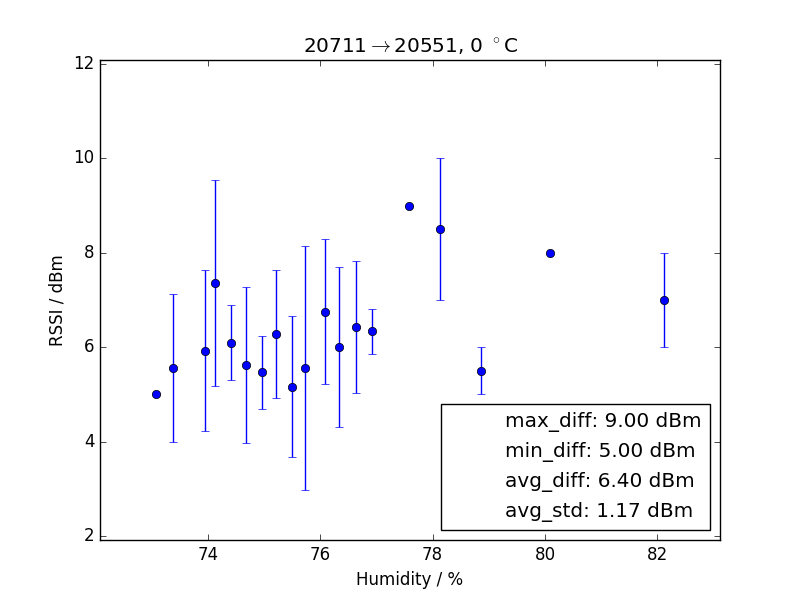 20711→20551, 0 °C
12
10
8
6
4
2
RSSI / dBm
max_diff: 9.00 dBm
min_diff: 5.00 dBm
avg_diff: 6.40 dBm
avg_std: 1.17 dBm
74 76 78 80 82
Humidity / %